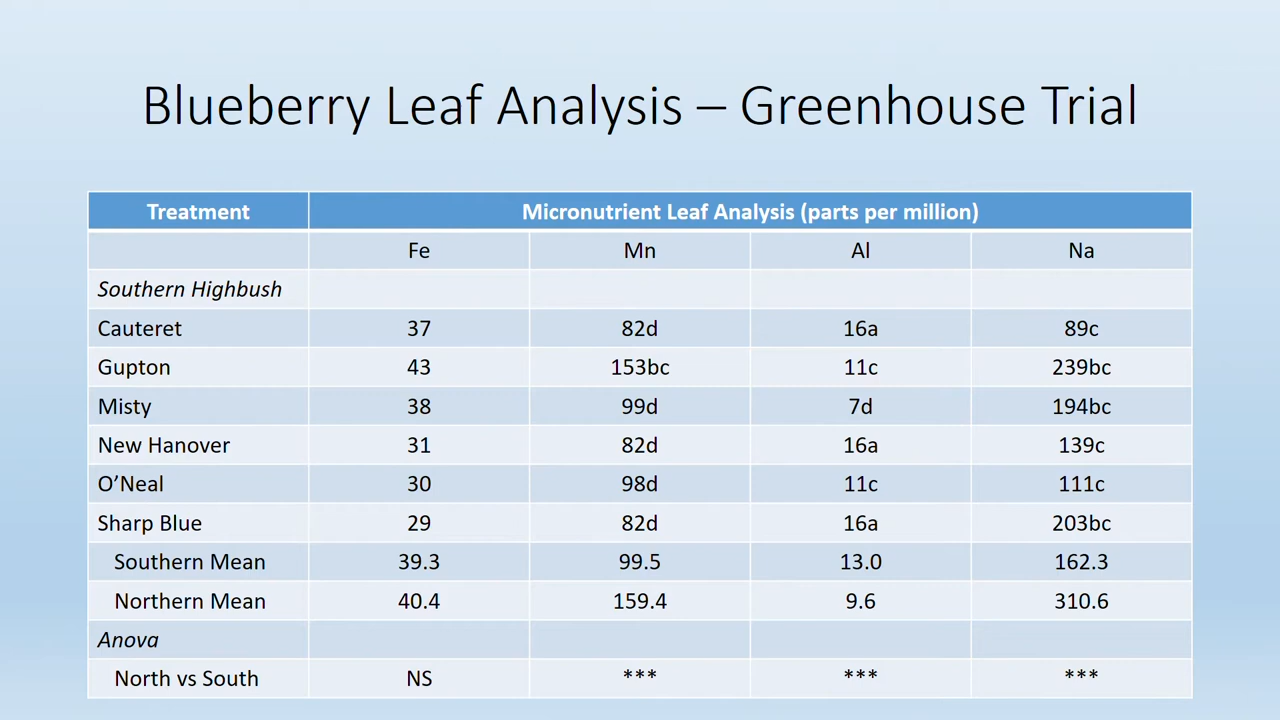 Blueberry Leaf Analysis – Greenhouse Trial
Treatment Micronutrient Leaf Analysis (parts per million)
Fe Mn Al Na
Southern Highbush
Cauteret 37 82d 16a 89c
Gupton 43 153bc 11c 239bc
Misty 38 99d 7d 194bc
New Hanover 31 82d 16a 139c
O’Neal 30 98d 11c 111c
Sharp Blue 29 82d 16a 203bc
Southern Mean 39.3 99.5 13.0 162.3
Northern Mean 40.4 159.4 9.6 310.6
Anova
North vs South NS *** *** ***